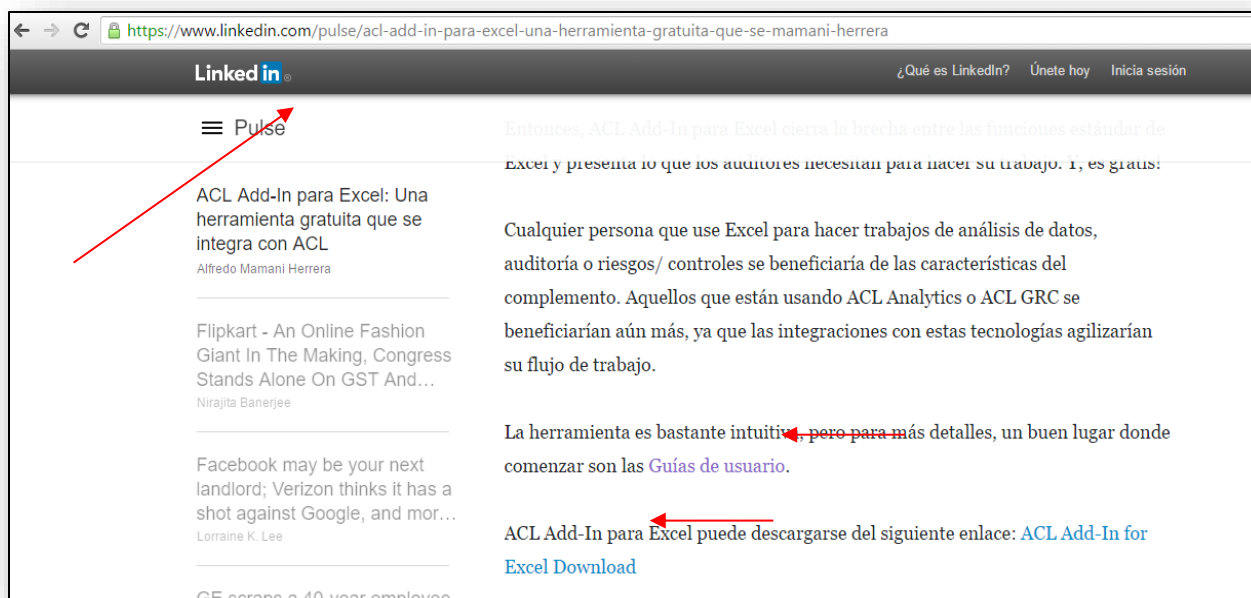 https://www.linkedin.com/pulse/acl-add-in-para-excel-una-herramienta-gratuita-que-se-mamani-herrera
Linked in ®
¿Qué es LinkedIn? Únete hoy Inicia sesión
Pulse
ACL Add-In para Excel: Una
herramienta gratuita que se
integra con ACL
Alfredo Mamani Herrera
Flipkart - An Online Fashion
Giant In The Making, Congress
Stands Alone On GST And…
Nirajita Banerjee
Facebook may be your next
landlord; Verizon thinks it has a
shot against Google, and mor…
Lorraine K. Lee
GE scraps a 40-year employee
Entonces, ACL Add-In para Excel cierra la brecha entre las funciones estándar de
Excel y presenta lo que los auditores necesitan para hacer su trabajo. Y, es gratis!
Cualquier persona que use Excel para hacer trabajos de análisis de datos,
auditoría o riesgos/ controles se beneficiaría de las características del
complemento. Aquellos que están usando ACL Analytics o ACL GRC se
beneficiarían aún más, ya que las integraciones con estas tecnologías agilizarían
su flujo de trabajo.
La herramienta es bastante intuitiva, pero para más detalles, un buen lugar donde
comenzar son las Guías de usuario.
ACL Add-In para Excel puede descargarse del siguiente enlace: ACL Add-In for
Excel Download